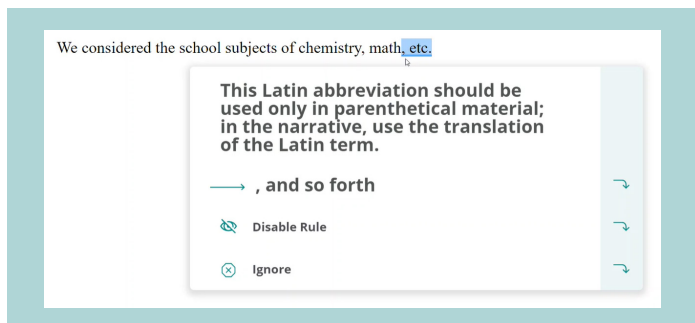 We considered the school subjects of chemistry, math, etc.
This Latin abbreviation should be
used only in parenthetical material;
in the narrative, use the translation
of the Latin term.
, and so forth
Disable Rule
Ignore